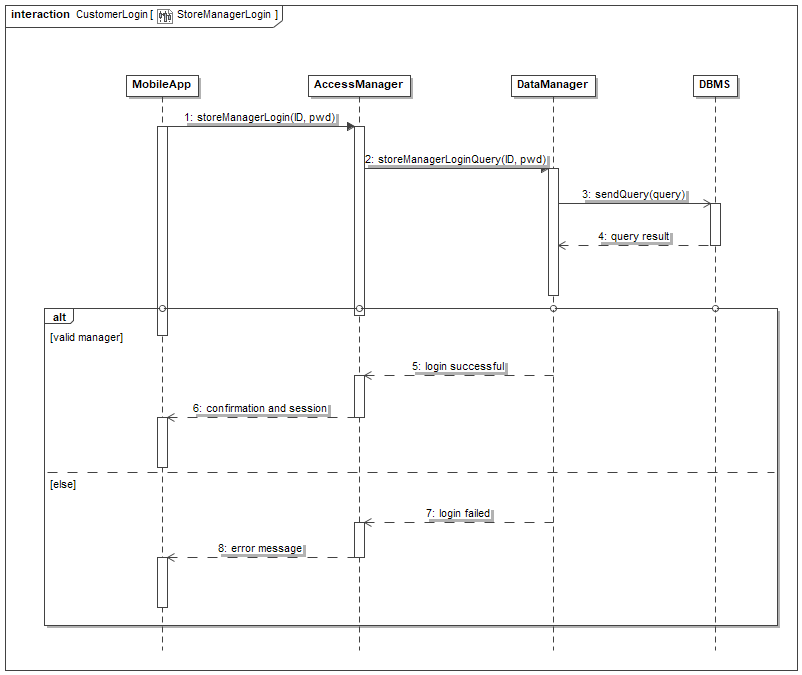 interaction CustomerLogin [ StoreManagerLogin ]
MobileApp
AccessManager
DataManager
DBMS
1: storeManagerLogin(ID, pwd)
2: storeManagerLoginQuery(ID, pwd)
3: sendQuery(query)
4: query result
alt
[valid manager]
5: login successful
6: confirmation and session
[else]
7: login failed
8: error message